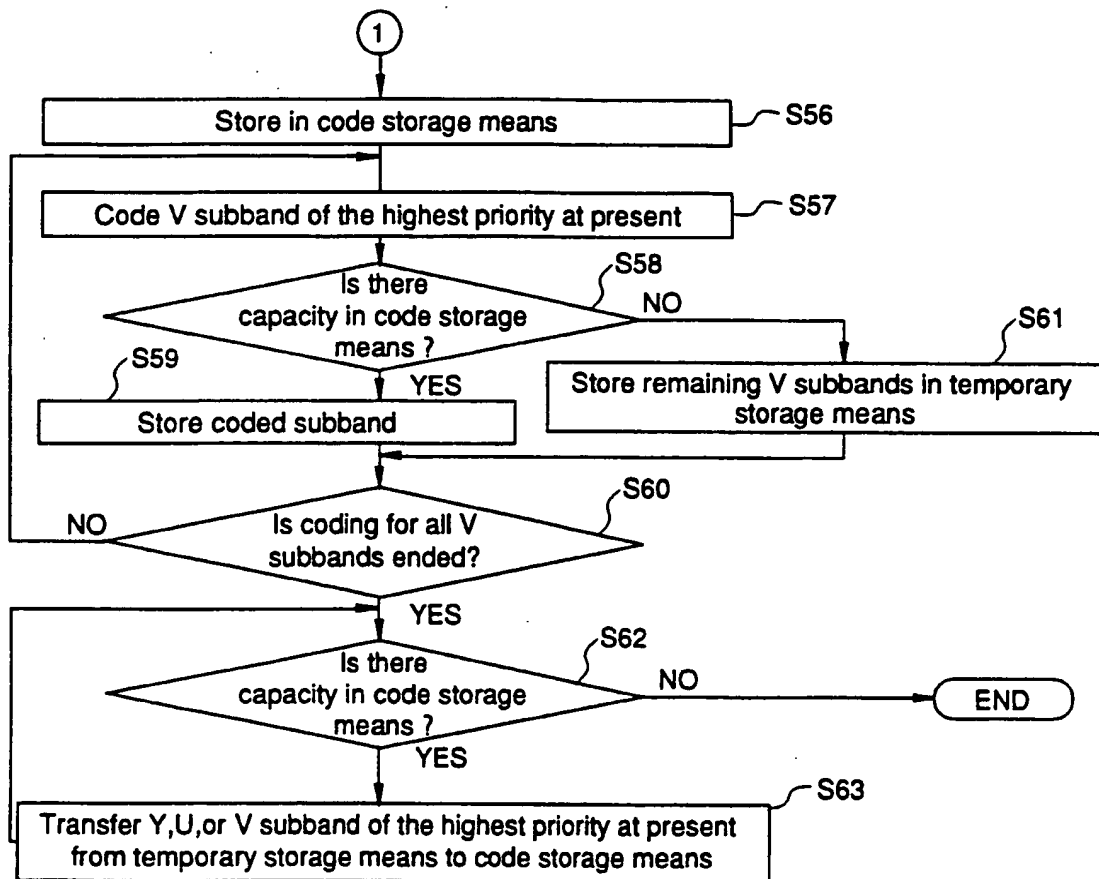 1
Store in code storage means
S56
Code V subband of the highest priority at present
S57
Is there
capacity in code storage
means ?
S58
NO
YES
S61
Store remaining V subbands in temporary
storage means
S59
Store coded subband
S60
Is coding for all V
subbands ended?
NO
YES
S62
Is there
capacity in code storage
means ?
NO
END
YES
S63
Transfer Y,U,or V subband of the highest priority at present
from temporary storage means to code storage means